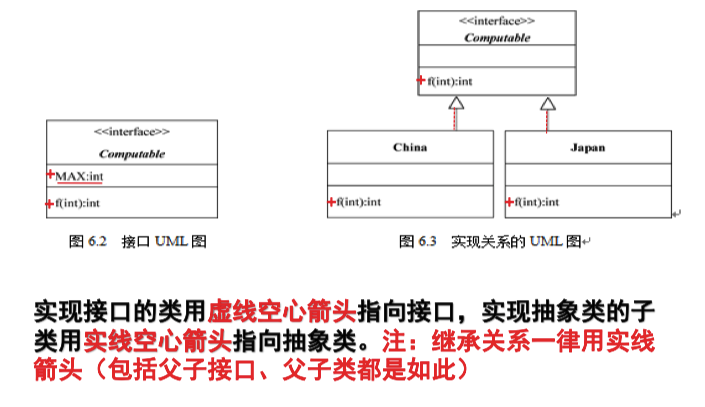 <<interface>>
Computable
+MAX:int
+f(int):int
图 6.2 接口 UML 图
<<interface>>
Computable
+f(int):int
China
+f(int):int
Japan
+f(int):int
图 6.3 实现关系的 UML 图
实现接口的类用虚线空心箭头指向接口，实现抽象类的子
类用实线空心箭头指向抽象类。注：继承关系一律用实线
箭头（包括父子接口、父子类都是如此）